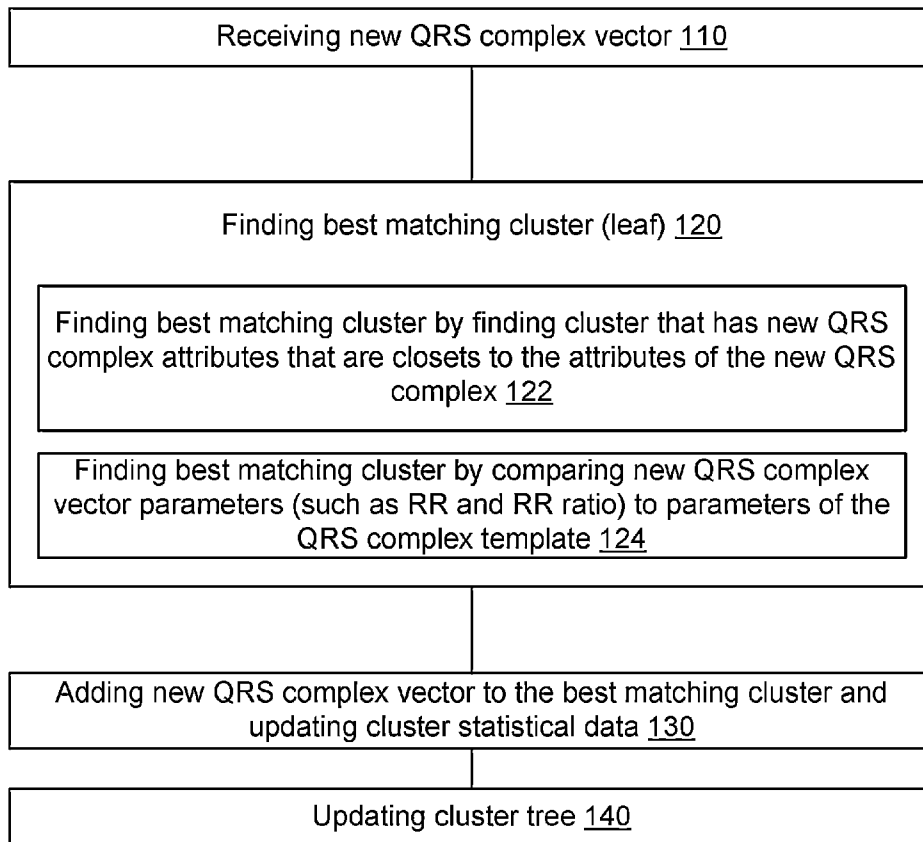 Receiving new QRS complex vector 110
Finding best matching cluster (leaf) 120
Finding best matching cluster by finding cluster that has new QRS
complex attributes that are closets to the attributes of the new QRS
complex 122
Finding best matching cluster by comparing new QRS complex
vector parameters (such as RR and RR ratio) to parameters of the
QRS complex template 124
Adding new QRS complex vector to the best matching cluster and
updating cluster statistical data 130
Updating cluster tree 140